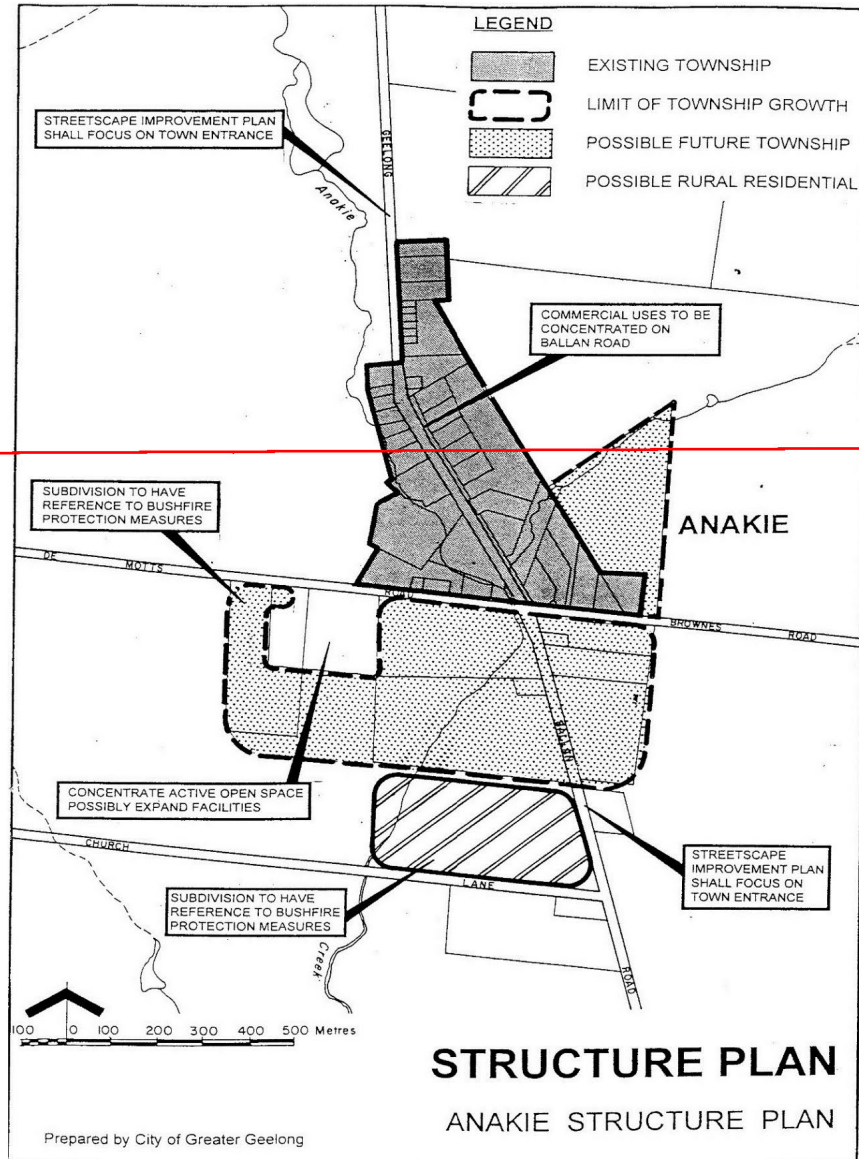 LEGEND
EXISTING TOWNSHIP
LIMIT OF TOWNSHIP GROWTH
POSSIBLE FUTURE TOWNSHIP
POSSIBLE RURAL RESIDENTIAL
STREETSCAPE IMPROVEMENT PLAN
SHALL FOCUS ON TOWN ENTRANCE
GEELONG
Anakie
COMMERCIAL USES TO BE
CONCENTRATED ON
BALLAN ROAD
SUBDIVISION TO HAVE
REFERENCE TO BUSHFIRE
PROTECTION MEASURES
ANAKIE
DE MOTTS ROAD
BROWNES ROAD
BALLON
CONCENTRATE ACTIVE OPEN SPACE
POSSIBLY EXPAND FACILITIES
CHURCH LANE
STREETSCAPE
IMPROVEMENT PLAN
SHALL FOCUS ON
TOWN ENTRANCE
SUBDIVISION TO HAVE
REFERENCE TO BUSHFIRE
PROTECTION MEASURES
Creek
ROAD
100 0 100 200 300 400 500 Metres
STRUCTURE PLAN
ANAKIE STRUCTURE PLAN
Prepared by City of Greater Geelong